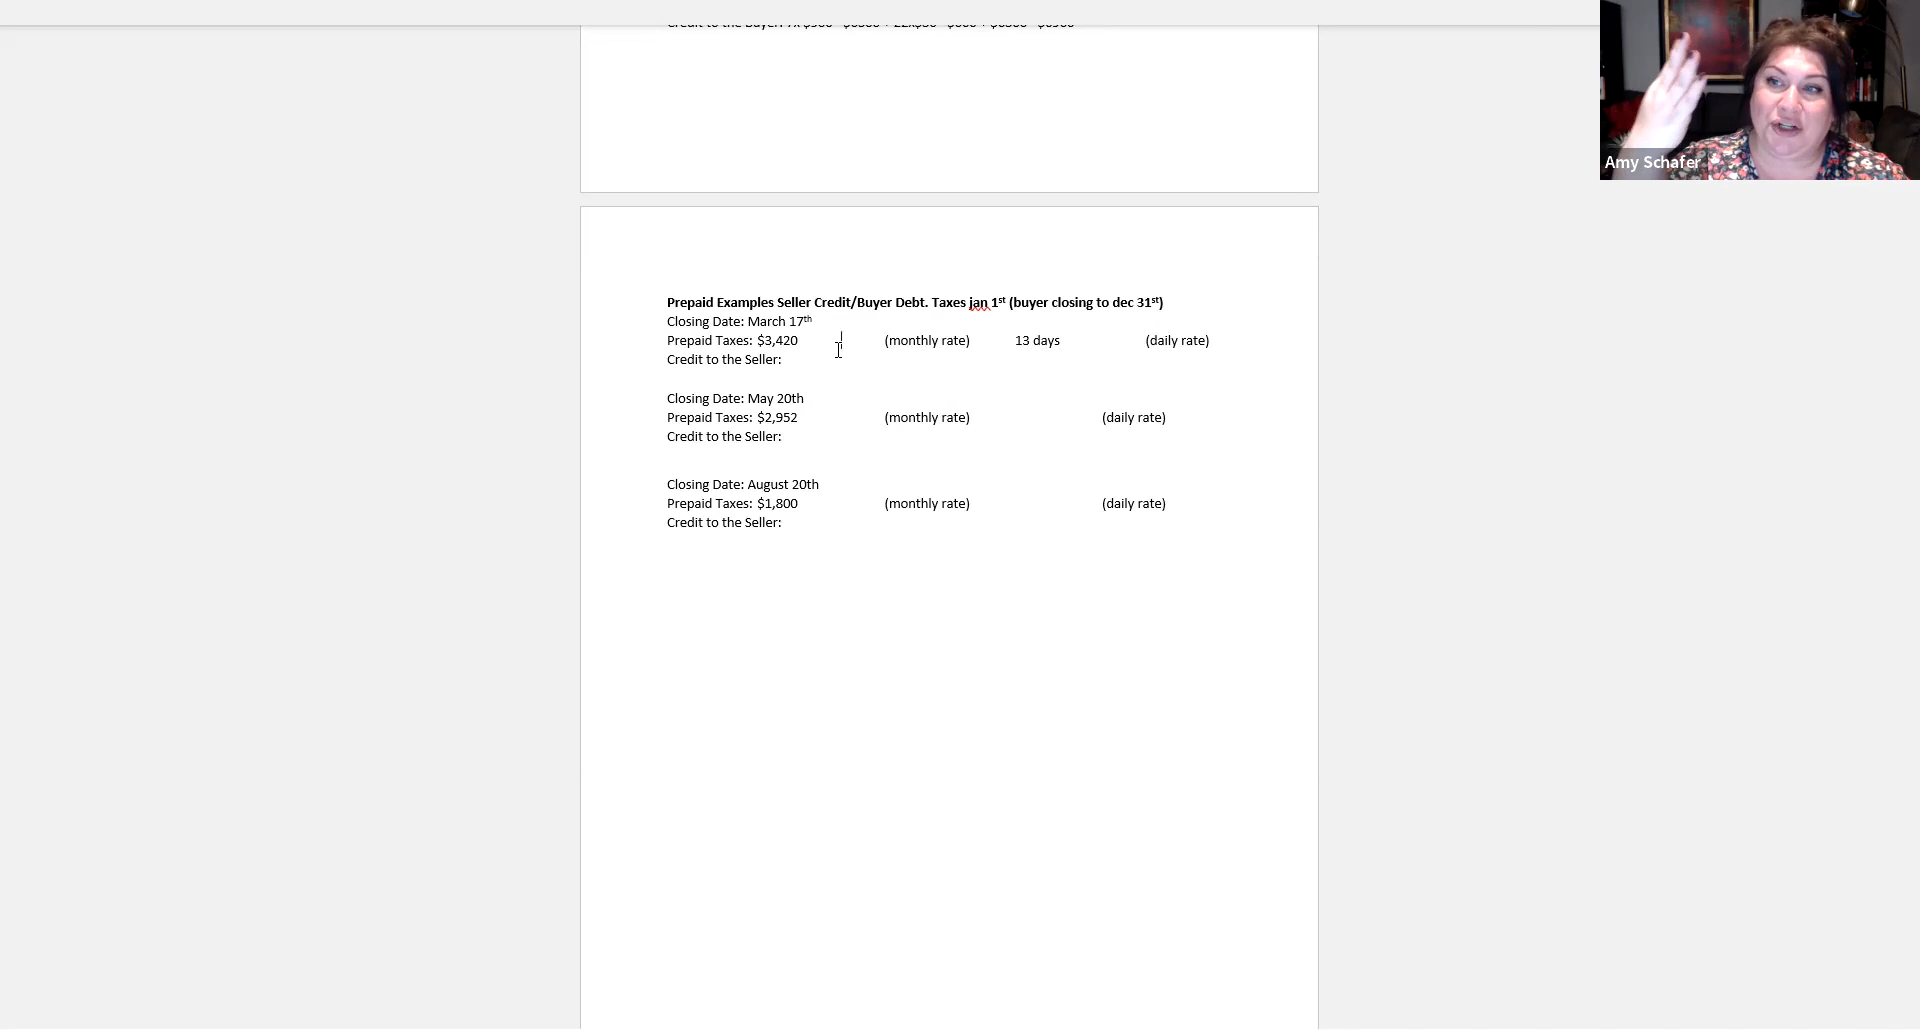 Amy Schafer
Prepaid Examples Seller Credit/Buyer Debt. Taxes jan 1st (buyer closing to dec 31st)
Closing Date: March 17th
Prepaid Taxes: $3,420 (monthly rate) 13 days (daily rate)
Credit to the Seller:
Closing Date: May 20th
Prepaid Taxes: $2,952 (monthly rate) (daily rate)
Credit to the Seller:
Closing Date: August 20th
Prepaid Taxes: $1,800 (monthly rate) (daily rate)
Credit to the Seller: